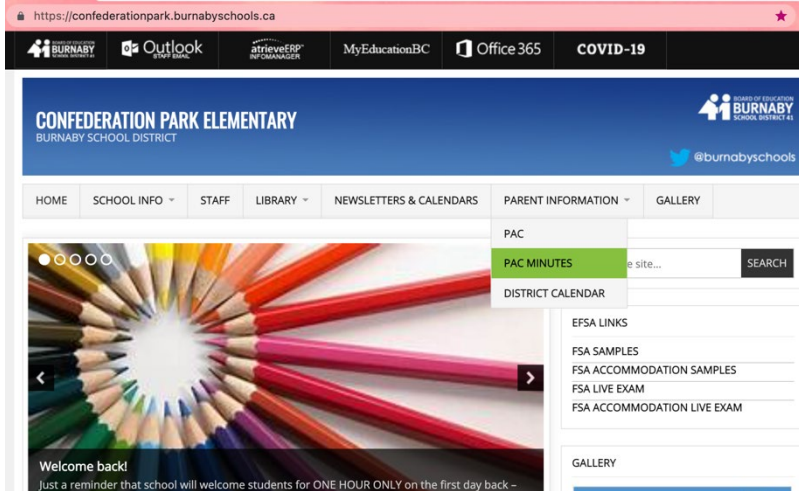 https://confederationpark.burnabyschools.ca
BOARD OF EDUCATION BURNABY SCHOOL DISTRICT 41
Outlook STAFF EMAIL
atrieveERP INFOMANAGER
MyEducationBC
Office 365
COVID-19
CONFEDERATION PARK ELEMENTARY
BURNABY SCHOOL DISTRICT
BOARD OF EDUCATION
BURNABY
SCHOOL DISTRICT 41
@burnabyschools
HOME SCHOOL INFO STAFF LIBRARY NEWSLETTERS & CALENDARS PARENT INFORMATION GALLERY
PAC
PAC MINUTES
DISTRICT CALENDAR
e site...
SEARCH
EFSA LINKS
FSA SAMPLES
FSA ACCOMMODATION SAMPLES
FSA LIVE EXAM
FSA ACCOMMODATION LIVE EXAM
GALLERY
Welcome back!
Just a reminder that school will welcome students for ONE HOUR ONLY on the first day back –